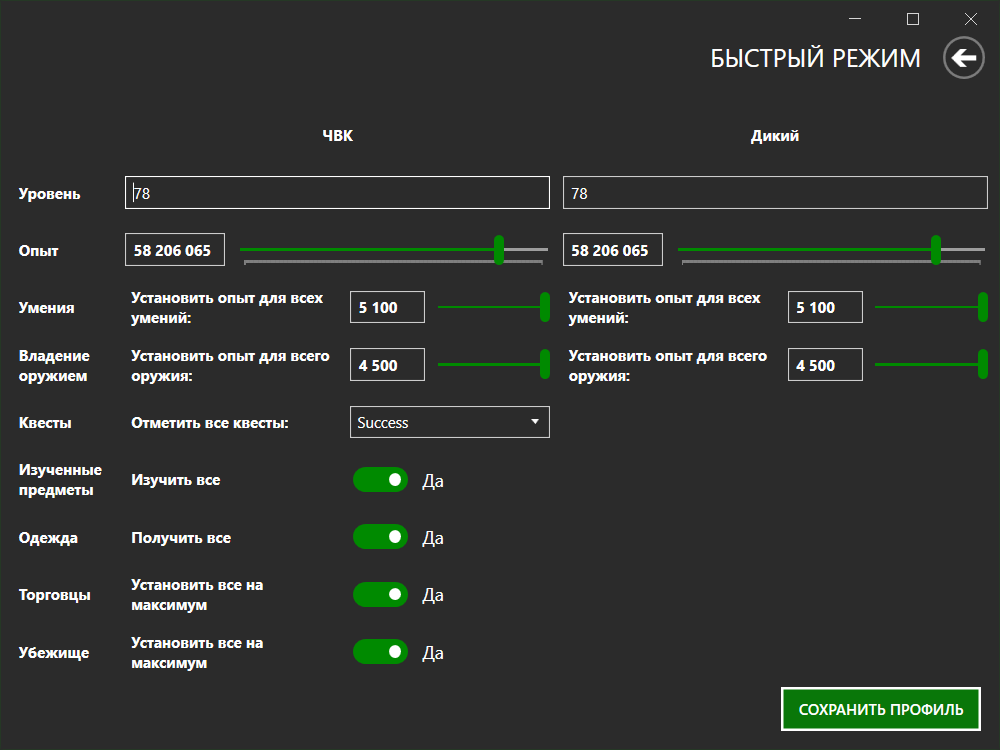 БЫСТРЫЙ РЕЖИМ
ЧВК
Дикий
Уровень
78
78
Опыт
58 206 065
58 206 065
Умения
Установить опыт для всех
умений:
5 100
Установить опыт для всех
умений:
5 100
Владение
оружием
Установить опыт для всего
оружия:
4 500
Установить опыт для всего
оружия:
4 500
Квесты
Отметить все квесты:
Success
Изученные
предметы
Изучить все
Да
Одежда
Получить все
Да
Торговцы
Установить все на
максимум
Да
Убежище
Установить все на
максимум
Да
СОХРАНИТЬ ПРОФИЛЬ